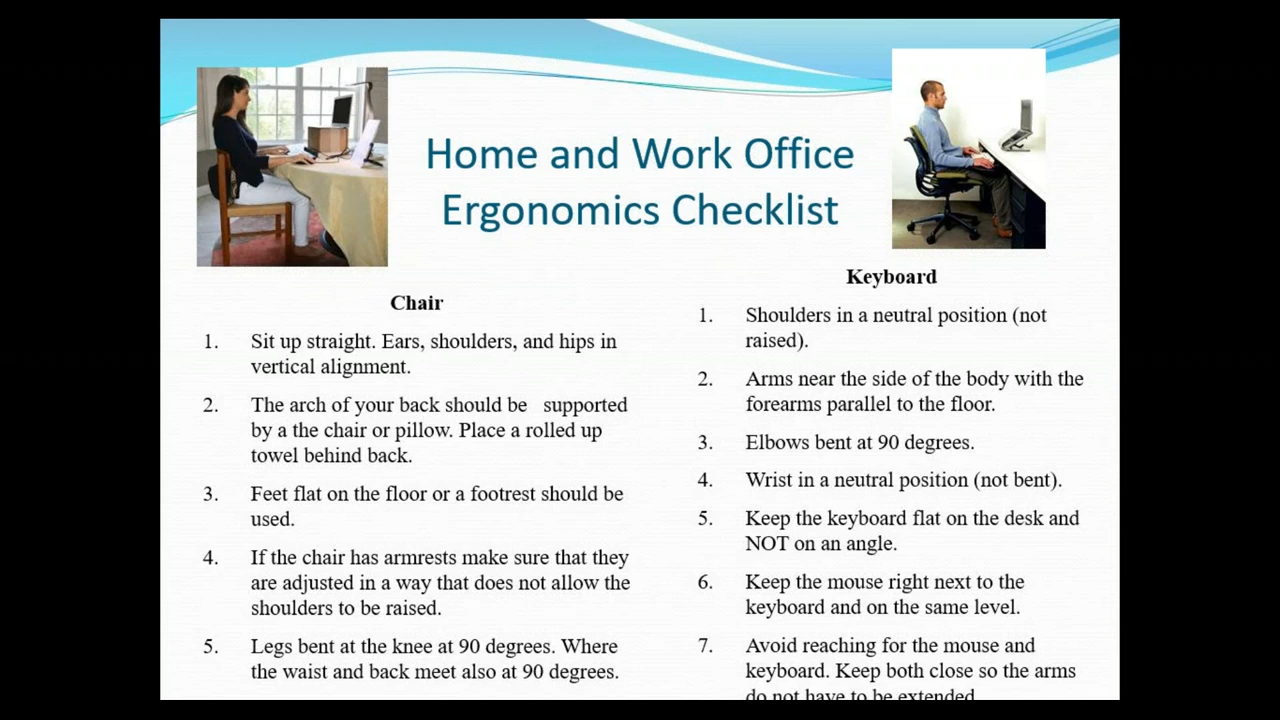 Home and Work Office
Ergonomics Checklist
Chair
1. Sit up straight. Ears, shoulders, and hips in
vertical alignment.
2. The arch of your back should be supported
by a the chair or pillow. Place a rolled up
towel behind back.
3. Feet flat on the floor or a footrest should be
used.
4. If the chair has armrests make sure that they
are adjusted in a way that does not allow the
shoulders to be raised.
5. Legs bent at the knee at 90 degrees. Where
the waist and back meet also at 90 degrees.
Keyboard
1. Shoulders in a neutral position (not
raised).
2. Arms near the side of the body with the
forearms parallel to the floor.
3. Elbows bent at 90 degrees.
4. Wrist in a neutral position (not bent).
5. Keep the keyboard flat on the desk and
NOT on an angle.
6. Keep the mouse right next to the
keyboard and on the same level.
7. Avoid reaching for the mouse and
keyboard. Keep both close so the arms
do not have to be extended.